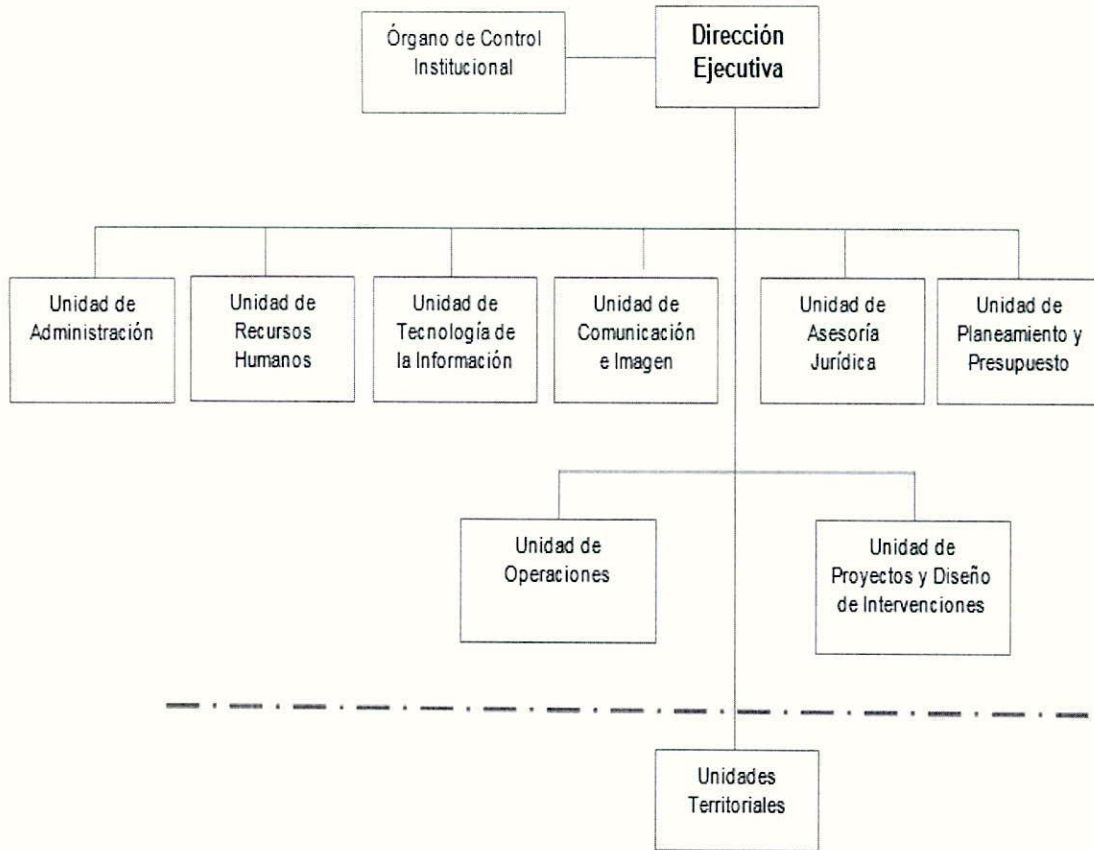 Órgano de Control
Institucional
Dirección
Ejecutiva
Unidad de
Administración
Unidad de
Recursos
Humanos
Unidad de
Tecnología de
la Información
Unidad de
Comunicación
e Imagen
Unidad de
Asesoría
Jurídica
Unidad de
Planeamiento y
Presupuesto
Unidad de
Operaciones
Unidad de
Proyectos y Diseño
de Intervenciones
Unidades
Territoriales